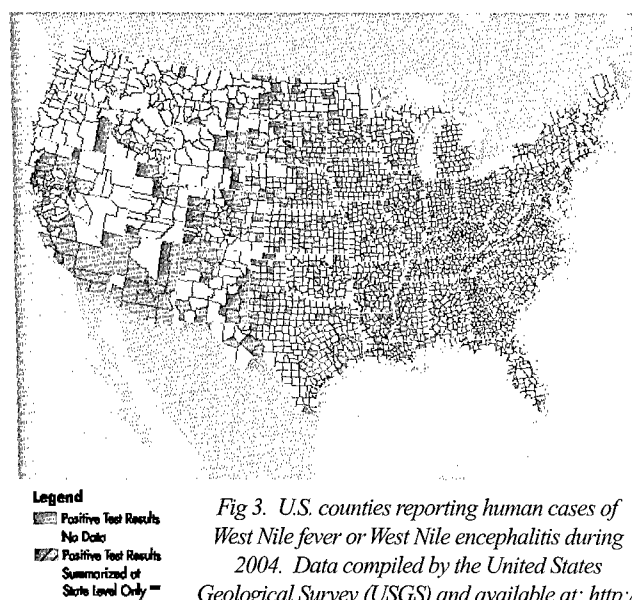 Legend
Positive Test Results
No Data
Positive Test Results
Summarized at
State Level Only
Fig 3. U.S. counties reporting human cases of
West Nile fever or West Nile encephalitis during
2004. Data compiled by the United States
Geological Survey (USGS) and available at: http:/